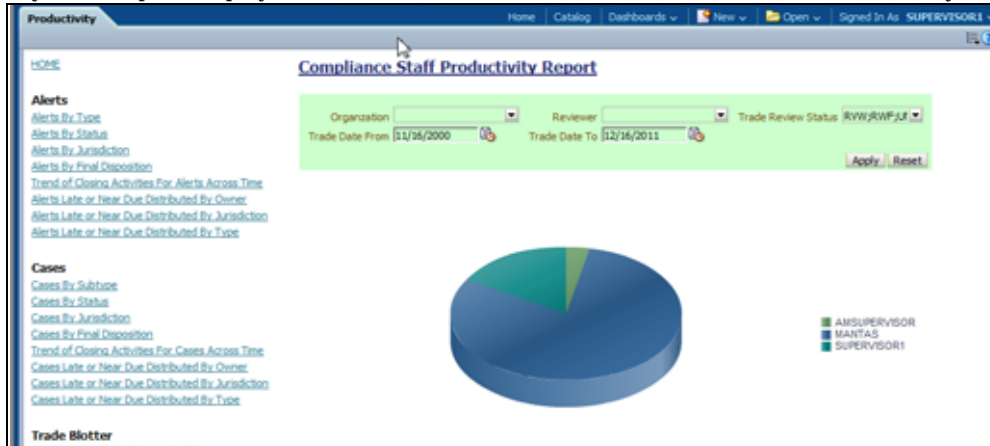 Productivity
Home Catalog Dashboards New Open Signed In As SUPERVISOR1
HOME
Compliance Staff Productivity Report
Alerts
Alerts By Type
Alerts By Status
Alerts By Jurisdiction
Alerts By Final Disposition
Trend of Closing Activities For Alerts Across Time
Alerts Late or Near Due Distributed By Owner
Alerts Late or Near Due Distributed By Jurisdiction
Alerts Late or Near Due Distributed By Type
Organzation Reviewer Trade Review Status RVW;RWF;
Trade Date From 11/16/2000 Trade Date To 12/16/2011
Apply Reset
Cases
Cases By Subtype
Cases By Status
Cases By Jurisdiction
Cases By Final Disposition
Trend of Closing Activities For Cases Across Time
Cases Late or Near Due Distributed By Owner
Cases Late or Near Due Distributed By Jurisdiction
Cases Late or Near Due Distributed By Type
AMSUPERVISOR
MANTAS
SUPERVISOR1
Trade Blotter